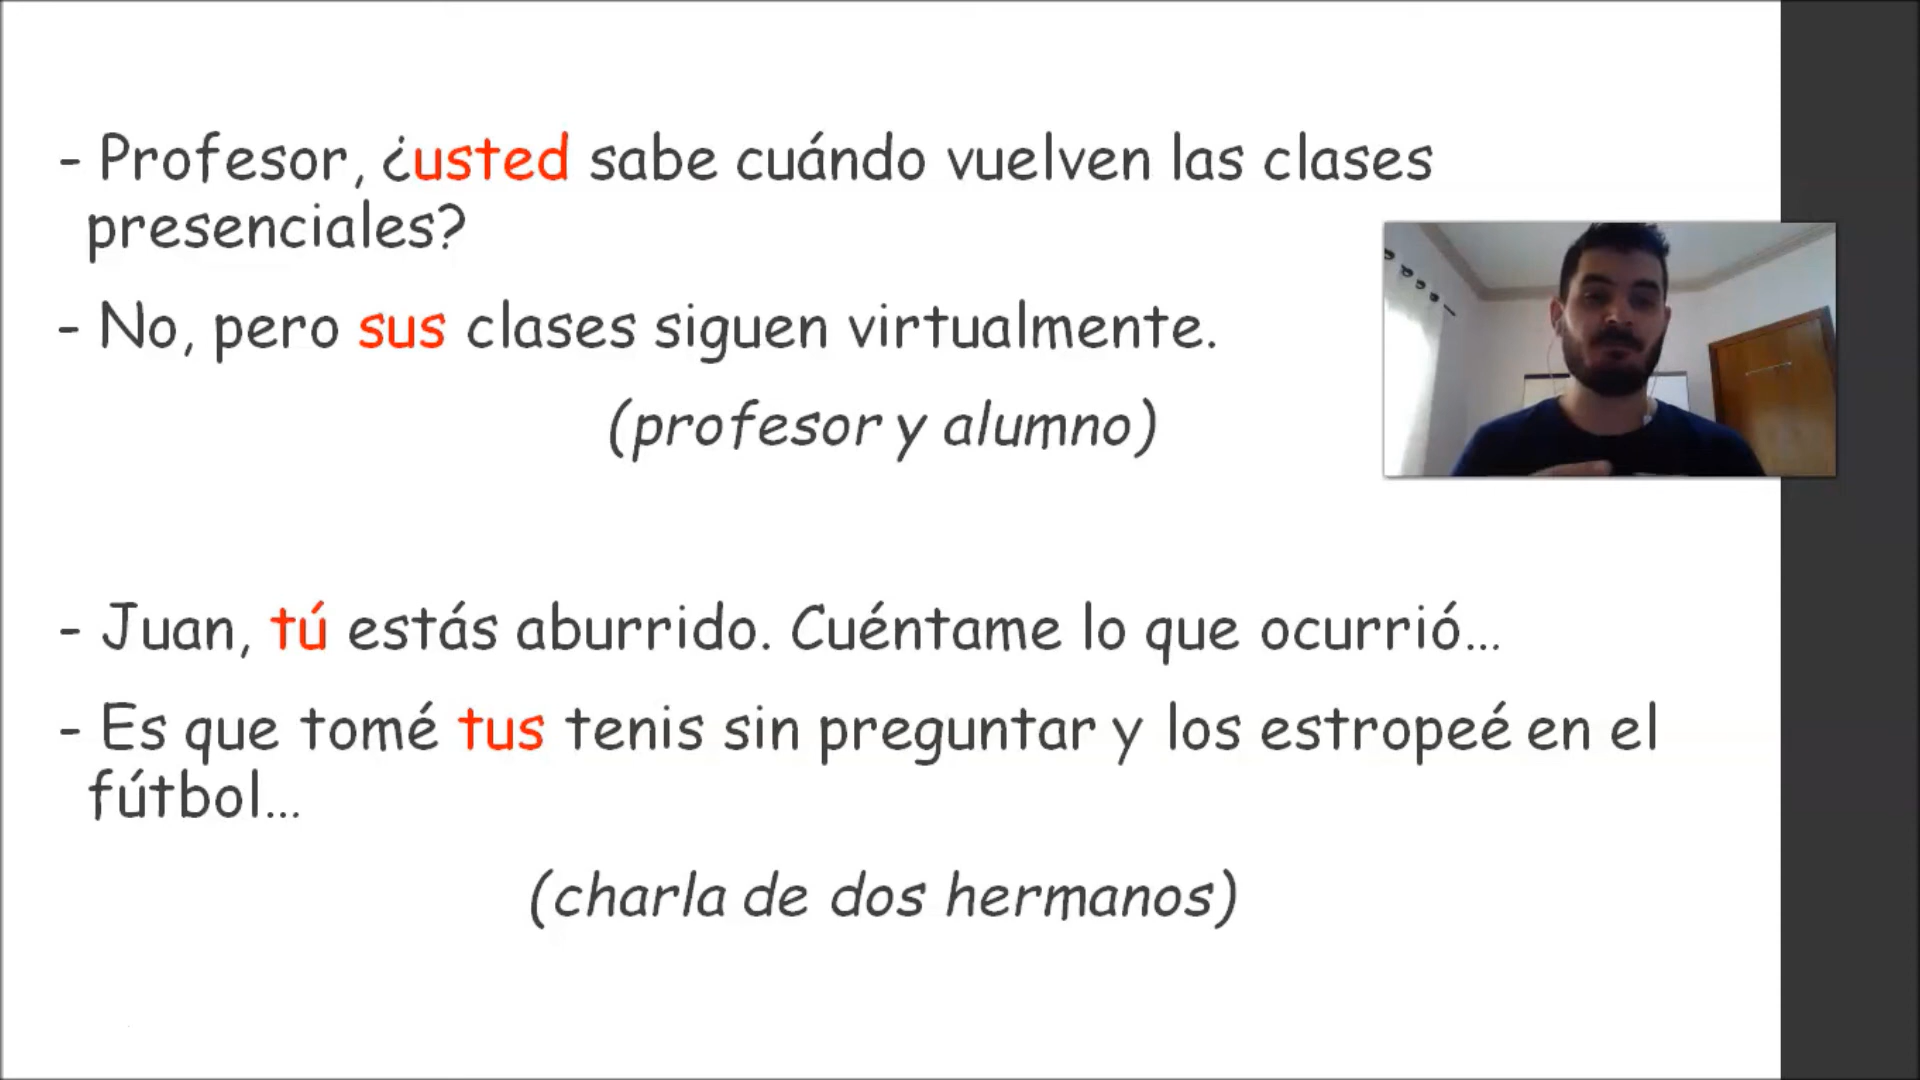 - Profesor, ¿usted sabe cuándo vuelven las clases
presenciales?
- No, pero sus clases siguen virtualmente.
(profesor y alumno)
- Juan, tú estás aburrido. Cuéntame lo que ocurrió...
- Es que tomé tus tenis sin preguntar y los estropeé en el
fútbol...
(charla de dos hermanos)